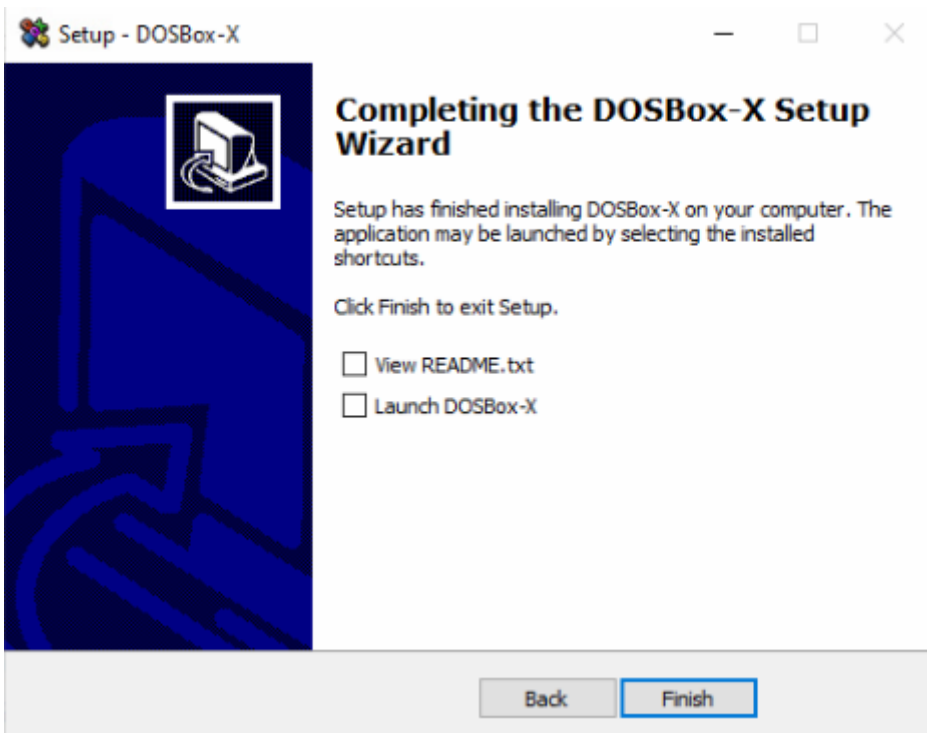 Setup - DOSBox-X
Completing the DOSBox-X Setup
Wizard
Setup has finished installing DOSBox-X on your computer. The
application may be launched by selecting the installed
shortcuts.
Click Finish to exit Setup.
View README.txt
Launch DOSBox-X
Back Finish